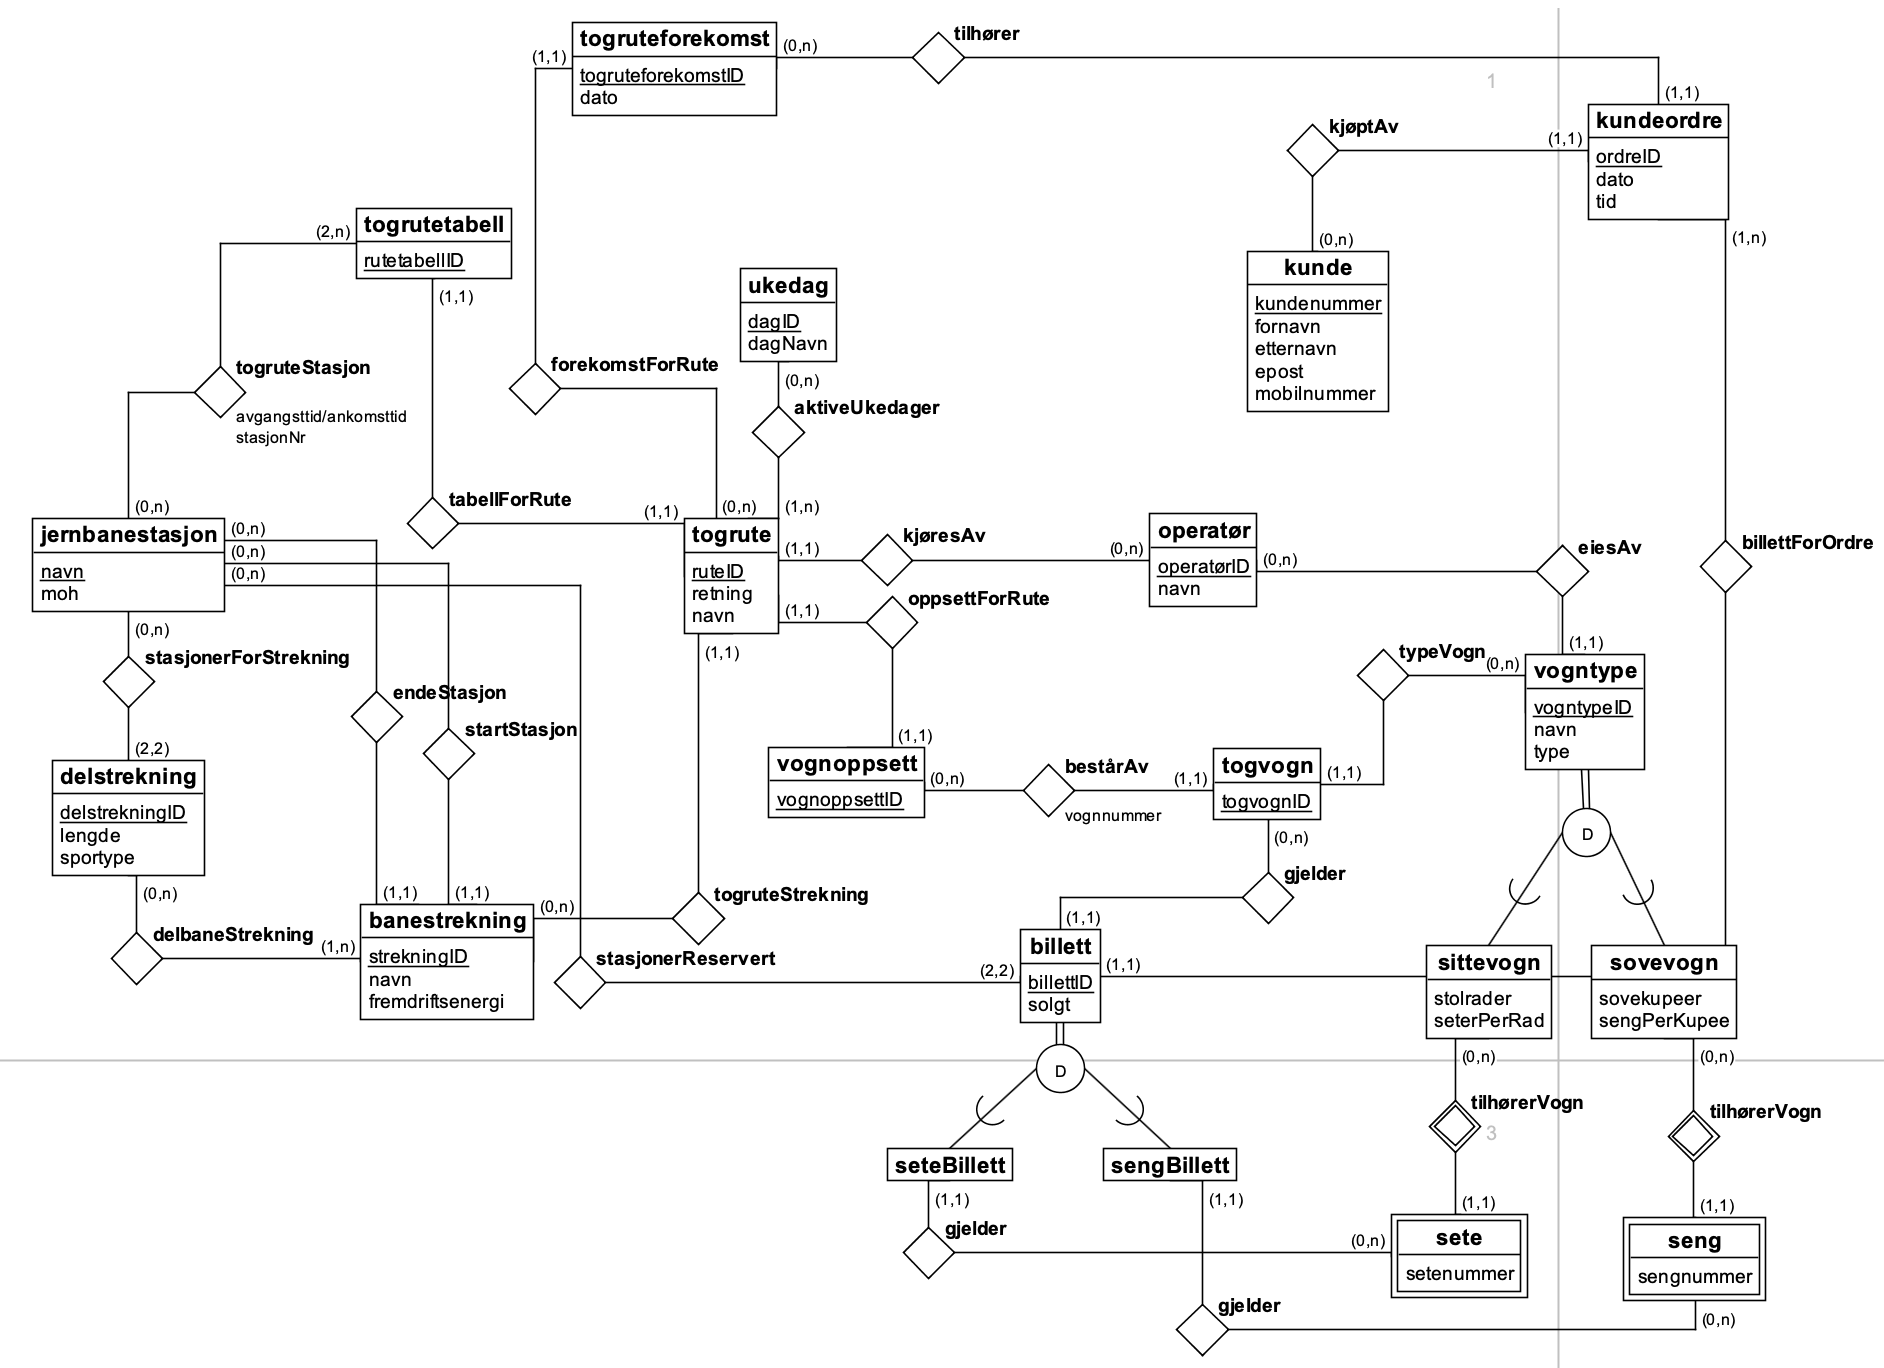 togruteforekomst
togruteforekomstID
dato
(1,1)
(0,n)
tilhører
1
(1,1)
kundeordre
ordreID
dato
tid
kjøptAv
(1,1)
(0,n)
(1,n)
kunde
kundenummer
fornavn
etternavn
epost
mobilnummer
togrutetabell
rutetabellID
(2,n)
(1,1)
ukedag
dagID
dagNavn
(0,n)
togruteStasjon
avgangsttid/ankomsttid
stasjonNr
forekomstForRute
aktiveUkedager
tabellForRute
(1,1)
(0,n)
(1,n)
(0,n)
jernbanestasjon
navn
moh
(0,n)
(0,n)
(0,n)
(0,n)
togrute
ruteID
retning
navn
(1,1)
(1,1)
(1,1)
kjøresAv
(0,n)
operatør
operatørID
navn
(0,n)
eiesAv
(1,1)
billettForOrdre
oppsettForRute
(1,1)
stasjonerForStrekning
(2,2)
endeStasjon
startStasjon
typeVogn
(0,n)
vogntype
vogntypeID
navn
type
D
delstrekning
delstrekningID
lengde
sportype
(0,n)
vognoppsett
vognoppsettID
(0,n)
bestårAv
vognnummer
(1,1)
togvogn
togvognID
(1,1)
(0,n)
gjelder
(1,1)
delbaneStrekning
(1,n)
(1,1)
(1,1)
banestrekning
strekningID
navn
fremdriftsenergi
(0,n)
togruteStrekning
stasjonerReservert
(2,2)
billett
billettID
solgt
(1,1)
D
sittevogn
stolrader
seterPerRad
(0,n)
sovevogn
sovekupeer
sengPerKupee
(0,n)
tilhørerVogn
3
tilhørerVogn
seteBillett
(1,1)
sengBillett
(1,1)
gjelder
(0,n)
(1,1)
sete
setenummer
(1,1)
seng
sengnummer
gjelder
(0,n)